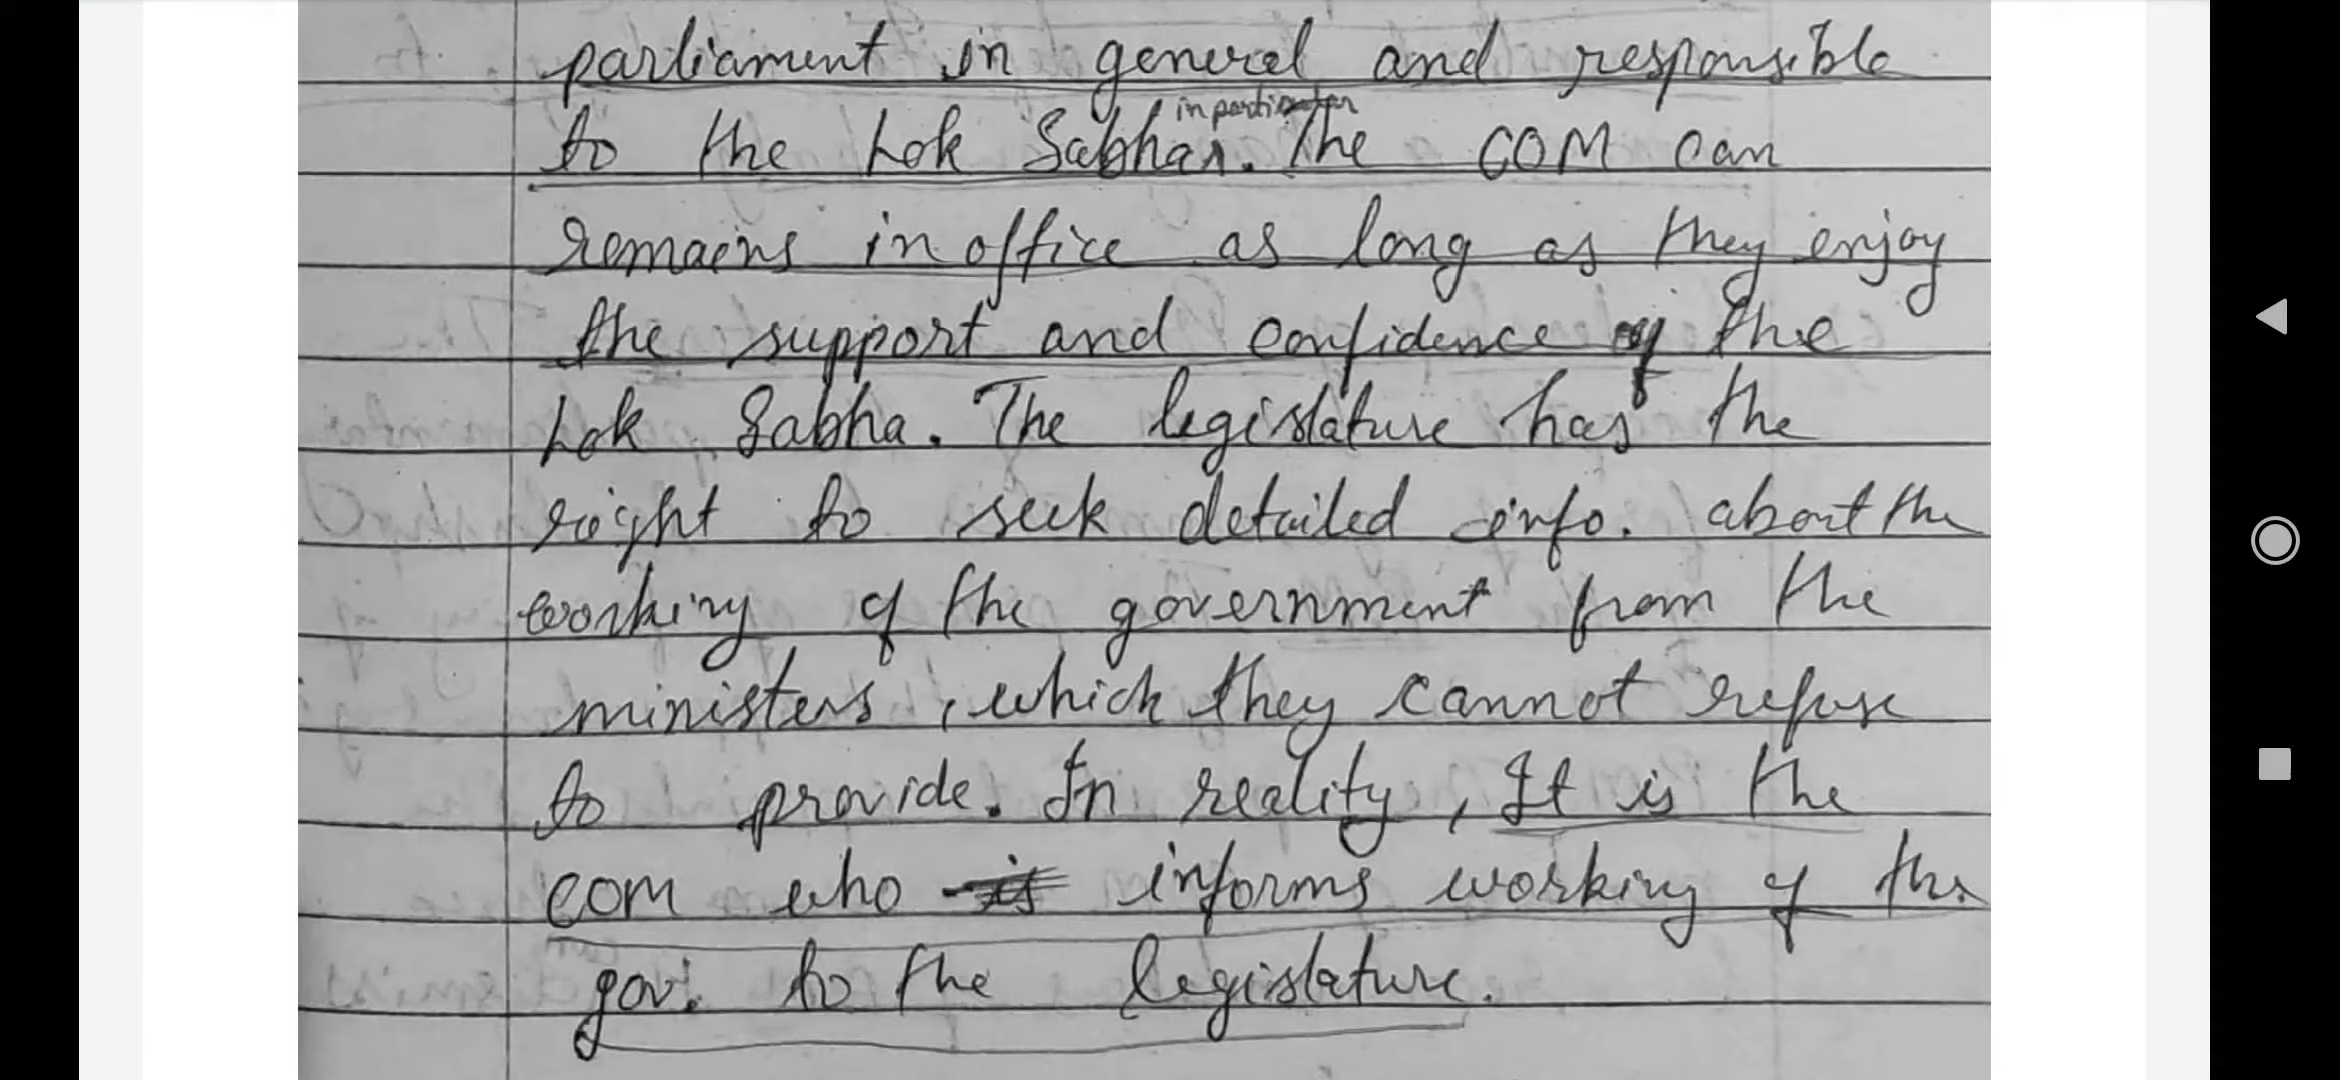 parliament in general and responsible
to the Lok Sabha in particular. The COM can
remains in office as long as they enjoy
the support and confidence of the
Lok Sabha. The legislature has the
right to seek detailed info. about the
working of the government from the
ministers, which they cannot refuse
to provide. In reality, It is the
COM who informs working of the
gov. to the legislature.